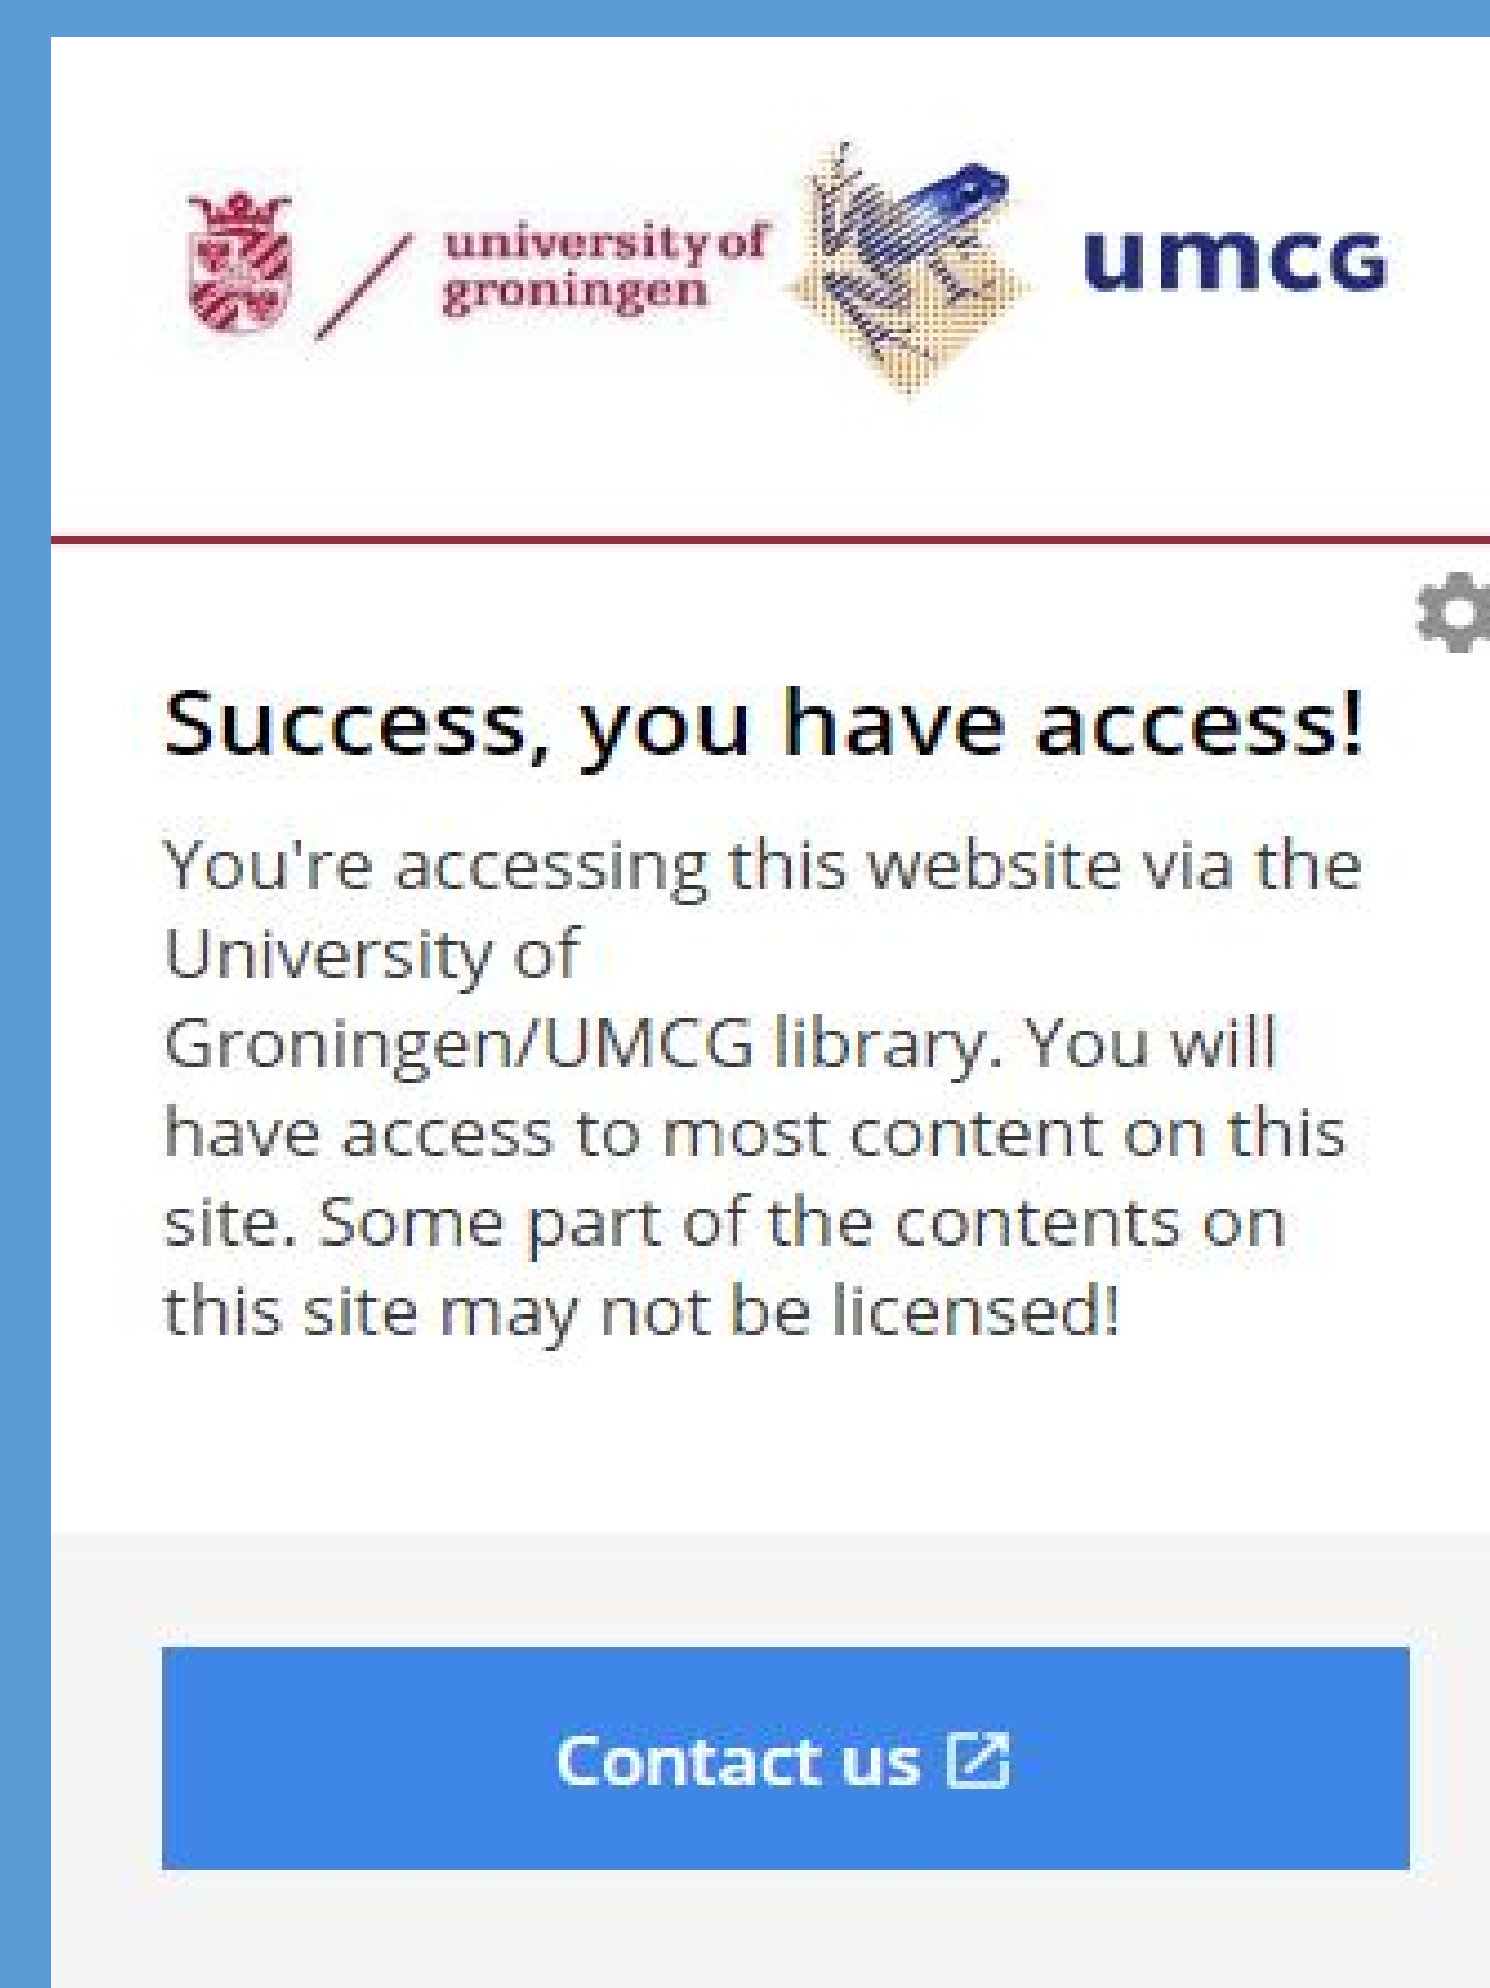 university of
groningen
umcg
Success, you have access!
You're accessing this website via the
University of
Groningen/UMCG library. You will
have access to most content on this
site. Some part of the contents on
this site may not be licensed!
Contact us